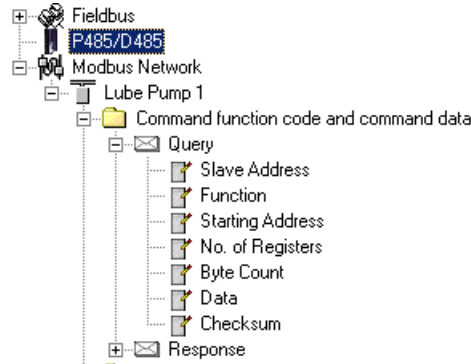 Fieldbus
P485/D485
Modbus Network
Lube Pump 1
Command function code and command data
Query
Slave Address
Function
Starting Address
No. of Registers
Byte Count
Data
Checksum
Response